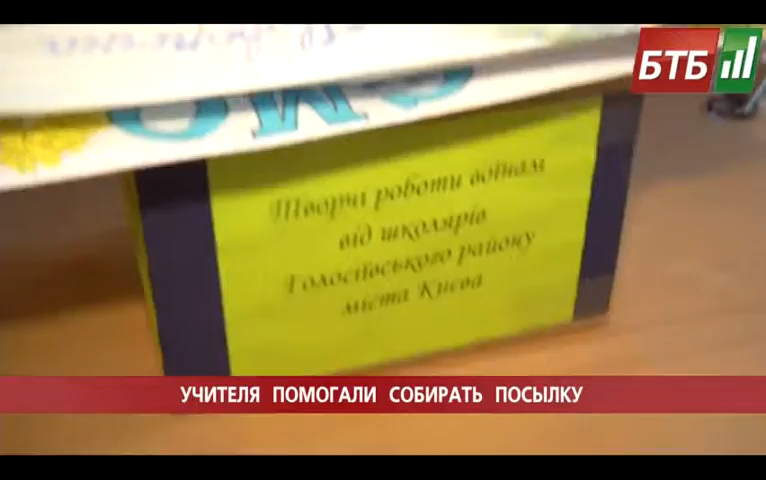 БТБ
Твори роботи воїнам
від школярів
Голосіївського району
міста Києва
УЧИТЕЛЯ ПОМОГАЛИ СОБИРАТЬ ПОСЫЛКУ